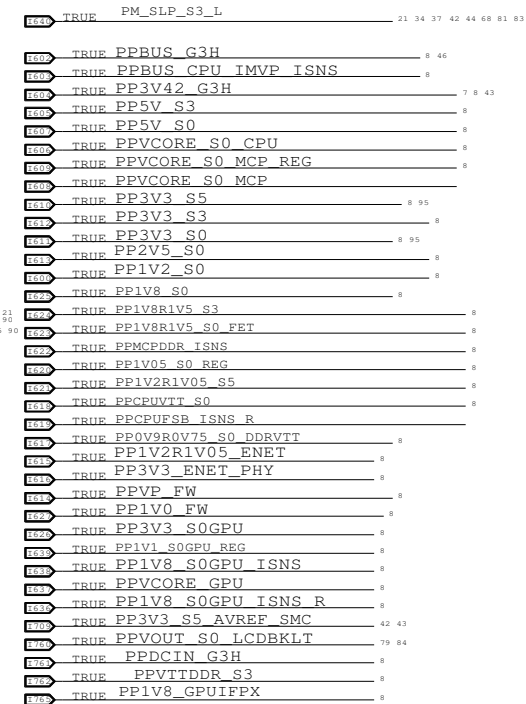 I640 TRUE PM_SLP_S3_L 21 34 37 42 44 68 81 83
I602 TRUE PPBUS_G3H 8 46
I603 TRUE PPBUS_CPU_IMVP_ISNS 8
I604 TRUE PP3V42_G3H 7 8 43
I605 TRUE PP5V_S3 8
I607 TRUE PP5V_S0 8
I606 TRUE PPVCORE_S0_CPU 8
I609 TRUE PPVCORE_S0_MCP_REG 8
I608 TRUE PPVCORE_S0_MCP
I610 TRUE PP3V3_S5 8 95
I612 TRUE PP3V3_S3 8
I611 TRUE PP3V3_S0 8 95
I613 TRUE PP2V5_S0 8
I600 TRUE PP1V2_S0 8
I625 TRUE PP1V8_S0 8
21
90
I624 TRUE PP1V8R1V5_S3 8
90 I623 TRUE PP1V8R1V5_S0_FET 8
I622 TRUE PPMCPDDR_ISNS 8
I620 TRUE PP1V05_S0_REG 8
I621 TRUE PP1V2R1V05_S5 8
I618 TRUE PPCPUVTT_S0 8
I619 TRUE PPCPUFSB_ISNS_R
I617 TRUE PP0V9R0V75_S0_DDRVTT 8
I615 TRUE PP1V2R1V05_ENET 8
I616 TRUE PP3V3_ENET_PHY 8
I614 TRUE PPVP_FW 8
I627 TRUE PP1V0_FW 8
I626 TRUE PP3V3_S0GPU 8
I639 TRUE PP1V1_S0GPU_REG 8
I638 TRUE PP1V8_S0GPU_ISNS 8
I637 TRUE PPVCORE_GPU 8
I636 TRUE PP1V8_S0GPU_ISNS_R 8
I709 TRUE PP3V3_S5_AVREF_SMC 42 43
I760 TRUE PPVOUT_S0_LCDBKLT 79 84
I761 TRUE PPDCIN_G3H 8
I762 TRUE PPVTTDDR_S3 8
I765 TRUE PP1V8_GPUIFPX 8